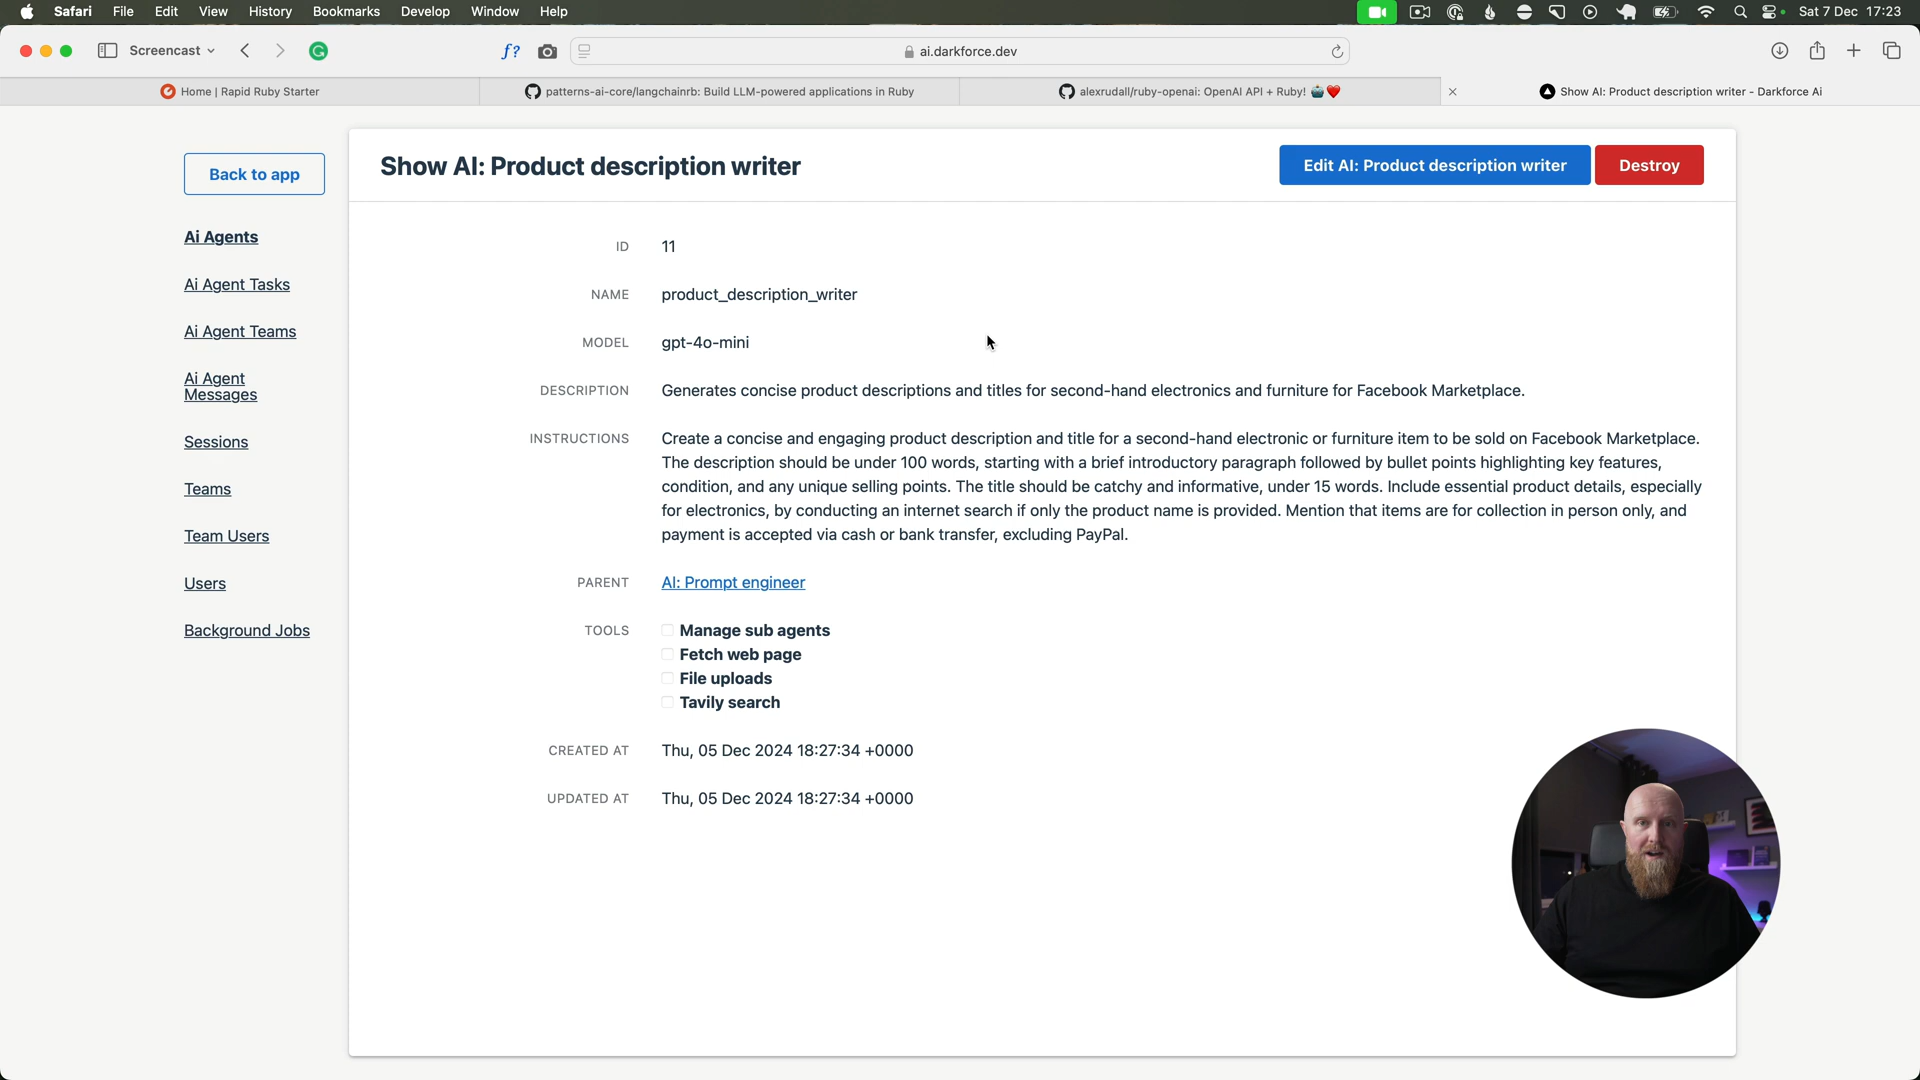 Safari File Edit View History Bookmarks Develop Window Help Sat 7 Dec 17:23
Screencast ai.darkforce.dev
Home | Rapid Ruby Starter patterns-ai-core/langchainrb: Build LLM-powered applications in Ruby alexrudall/ruby-openai: OpenAI API + Ruby! 🤖❤️ Show AI: Product description writer - Darkforce Ai
Back to app
Ai Agents
Ai Agent Tasks
Ai Agent Teams
Ai Agent
Messages
Sessions
Teams
Team Users
Users
Background Jobs
Show AI: Product description writer Edit AI: Product description writer Destroy
ID 11
NAME product_description_writer
MODEL gpt-4o-mini
DESCRIPTION Generates concise product descriptions and titles for second-hand electronics and furniture for Facebook Marketplace.
INSTRUCTIONS Create a concise and engaging product description and title for a second-hand electronic or furniture item to be sold on Facebook Marketplace.
The description should be under 100 words, starting with a brief introductory paragraph followed by bullet points highlighting key features,
condition, and any unique selling points. The title should be catchy and informative, under 15 words. Include essential product details, especially
for electronics, by conducting an internet search if only the product name is provided. Mention that items are for collection in person only, and
payment is accepted via cash or bank transfer, excluding PayPal.
PARENT AI: Prompt engineer
TOOLS Manage sub agents
Fetch web page
File uploads
Tavily search
CREATED AT Thu, 05 Dec 2024 18:27:34 +0000
UPDATED AT Thu, 05 Dec 2024 18:27:34 +0000